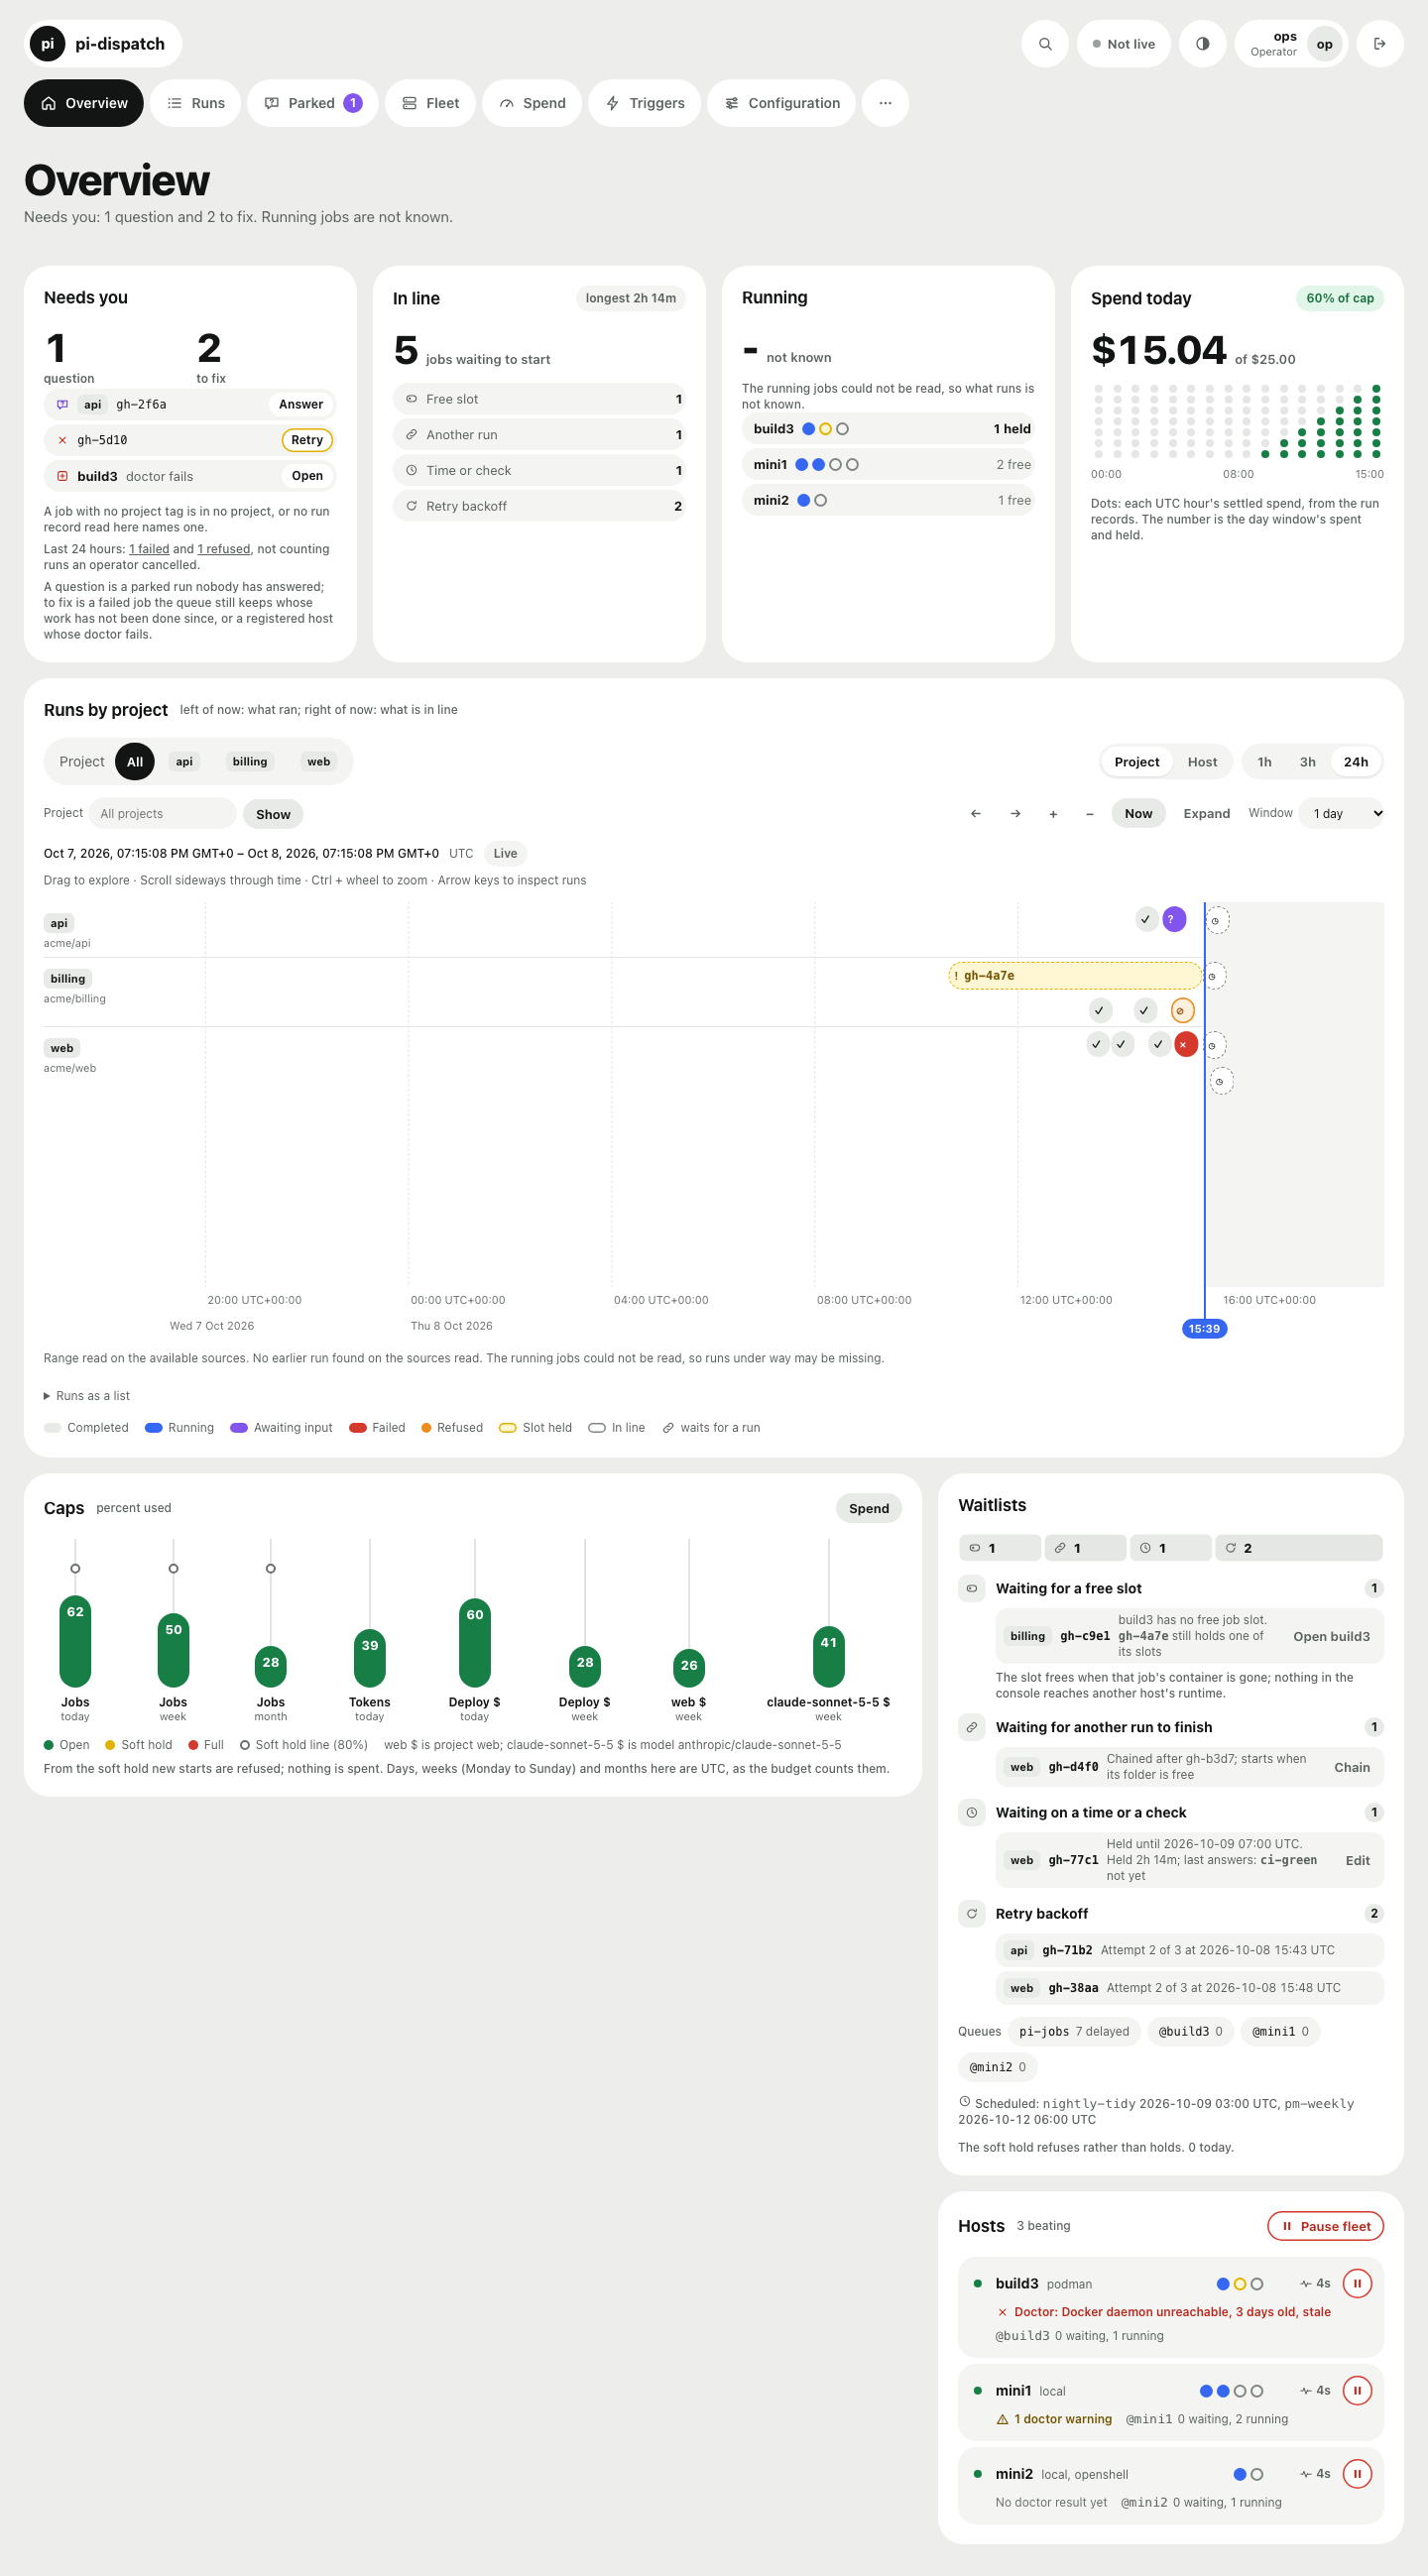 pi pi-dispatch
Not live
ops
Operator
op
Overview
Runs
Parked 1
Fleet
Spend
Triggers
Configuration
Overview
Needs you: 1 question and 2 to fix. Running jobs are not known.
Needs you
1 2
question to fix
api gh-2f6a Answer
gh-5d10 Retry
build3 doctor fails Open
A job with no project tag is in no project, or no run
record read here names one.
Last 24 hours: 1 failed and 1 refused, not counting
runs an operator cancelled.
A question is a parked run nobody has answered;
to fix is a failed job the queue still keeps whose
work has not been done since, or a registered host
whose doctor fails.
In line longest 2h 14m
5 jobs waiting to start
Free slot 1
Another run 1
Time or check 1
Retry backoff 2
Running
- not known
The running jobs could not be read, so what runs is
not known.
build3 1 held
mini1 2 free
mini2 1 free
Spend today 60% of cap
$15.04 of $25.00
00:00 08:00 15:00
Dots: each UTC hour's settled spend, from the run
records. The number is the day window's spent
and held.
Runs by project left of now: what ran; right of now: what is in line
Project All api billing web
Project Host
1h 3h 24h
Project All projects Show
← → + − Now Expand Window 1 day
Oct 7, 2026, 07:15:08 PM GMT+0 – Oct 8, 2026, 07:15:08 PM GMT+0 UTC Live
Drag to explore · Scroll sideways through time · Ctrl + wheel to zoom · Arrow keys to inspect runs
api
acme/api
?
billing
acme/billing
! gh-4a7e
web
acme/web
20:00 UTC+00:00 00:00 UTC+00:00 04:00 UTC+00:00 08:00 UTC+00:00 12:00 UTC+00:00 16:00 UTC+00:00
Wed 7 Oct 2026 Thu 8 Oct 2026 15:39
Range read on the available sources. No earlier run found on the sources read. The running jobs could not be read, so runs under way may be missing.
Runs as a list
Completed Running Awaiting input Failed Refused Slot held In line waits for a run
Caps percent used Spend
62 50 28 39 60 28 26 41
Jobs Jobs Jobs Tokens Deploy $ Deploy $ web $ claude-sonnet-5-5 $
today week month today today week week week
Open Soft hold Full Soft hold line (80%) web $ is project web; claude-sonnet-5-5 $ is model anthropic/claude-sonnet-5-5
From the soft hold new starts are refused; nothing is spent. Days, weeks (Monday to Sunday) and months here are UTC, as the budget counts them.
Waitlists
1 1 1 2
Waiting for a free slot 1
billing gh-c9e1 build3 has no free job slot.
gh-4a7e still holds one of
its slots
Open build3
The slot frees when that job's container is gone; nothing in the
console reaches another host's runtime.
Waiting for another run to finish 1
web gh-d4f0 Chained after gh-b3d7; starts when
its folder is free
Chain
Waiting on a time or a check 1
Held until 2026-10-09 07:00 UTC.
web gh-77c1 Held 2h 14m; last answers: ci-green Edit
not yet
Retry backoff 2
api gh-71b2 Attempt 2 of 3 at 2026-10-08 15:43 UTC
web gh-38aa Attempt 2 of 3 at 2026-10-08 15:48 UTC
Queues pi-jobs 7 delayed @build3 0 @mini1 0
@mini2 0
Scheduled: nightly-tidy 2026-10-09 03:00 UTC, pm-weekly
2026-10-12 06:00 UTC
The soft hold refuses rather than holds. 0 today.
Hosts 3 beating Pause fleet
build3 podman 4s
Doctor: Docker daemon unreachable, 3 days old, stale
@build3 0 waiting, 1 running
mini1 local 4s
1 doctor warning @mini1 0 waiting, 2 running
mini2 local, openshell 4s
No doctor result yet @mini2 0 waiting, 1 running